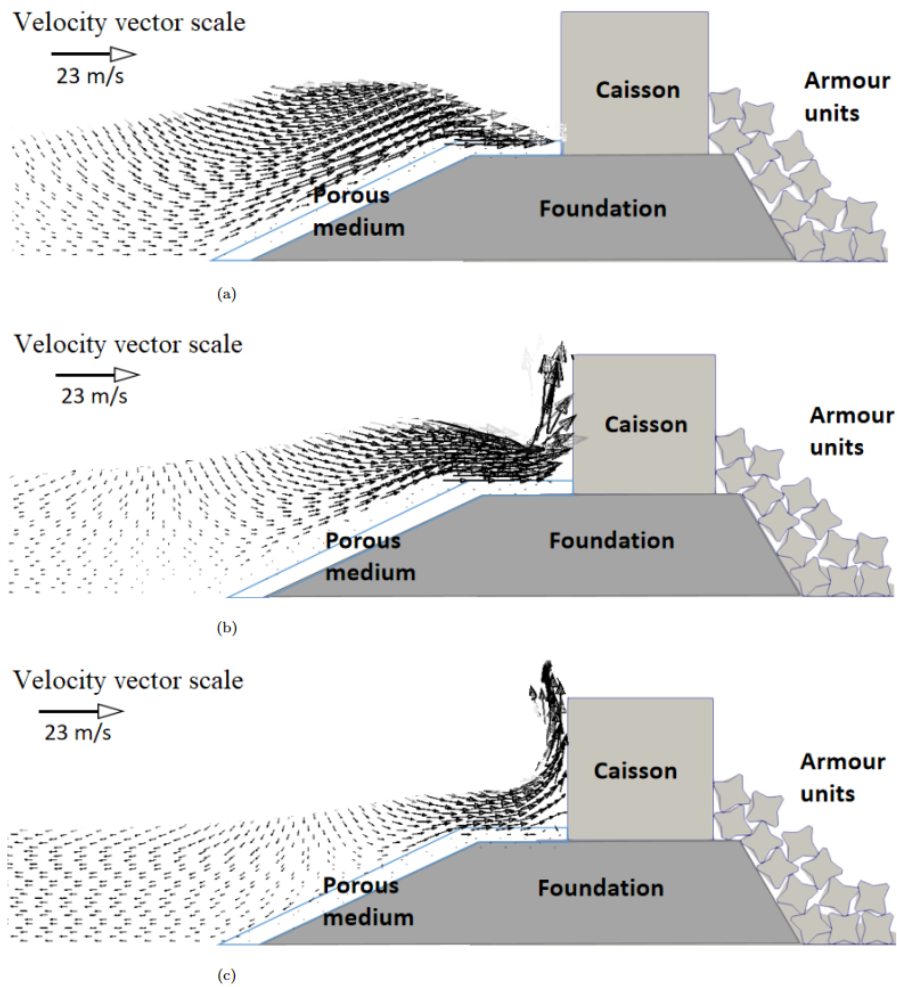 Velocity vector scale
23 m/s
Caisson
Armour
units
Porous
medium
Foundation
(a)
Velocity vector scale
23 m/s
Caisson
Armour
units
Porous
medium
Foundation
(b)
Velocity vector scale
23 m/s
Caisson
Armour
units
Porous
medium
Foundation
(c)